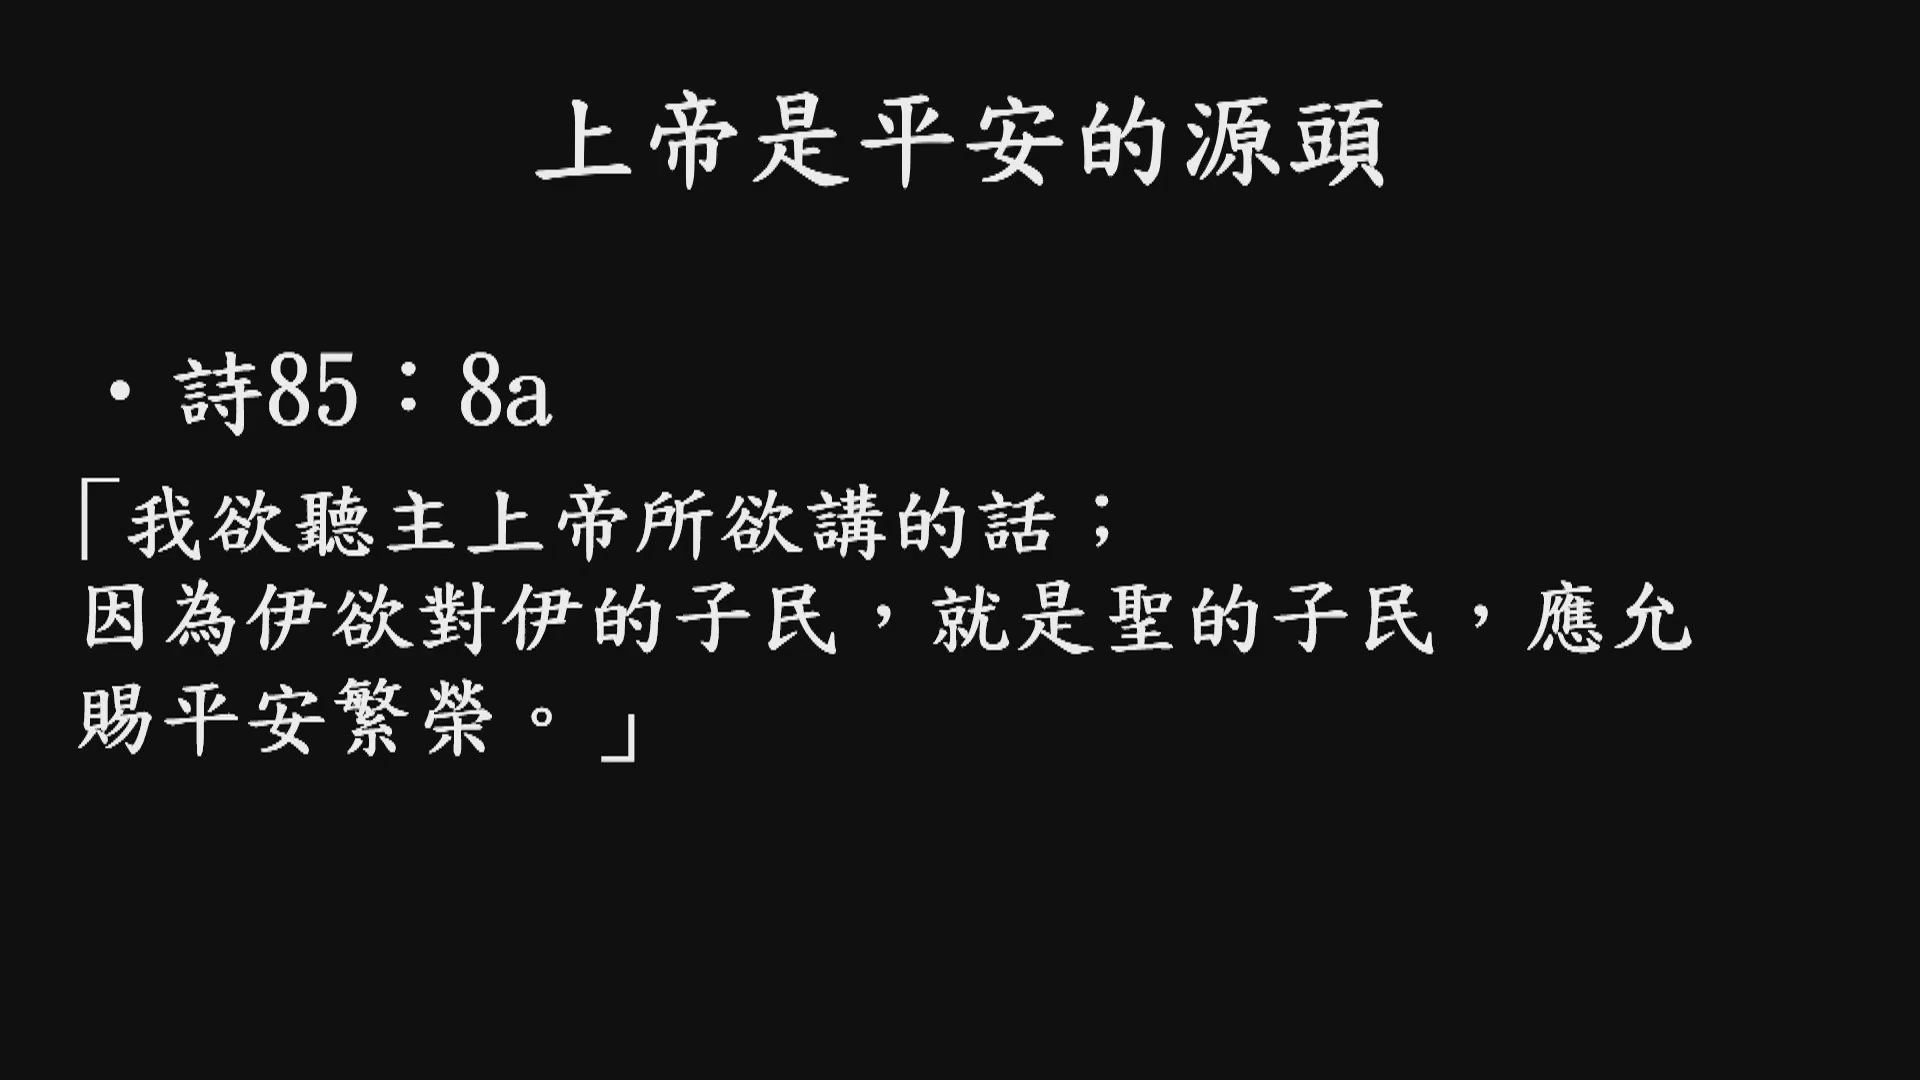 上帝是平安的源頭
•詩85：8a
「我欲聽主上帝所欲講的話；
因為伊欲對伊的子民，就是聖的子民，應允
賜平安繁榮。」